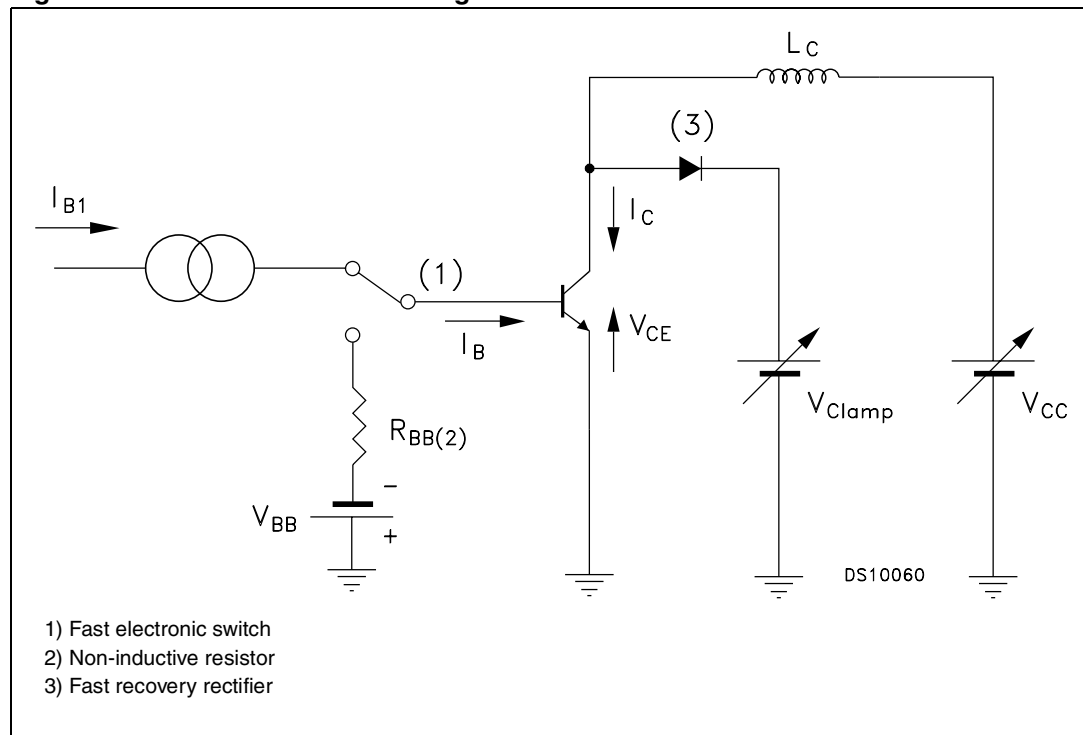 L C
(3)
I B1
I C
(1)
I B
V CE
V Clamp
V CC
R BB(2)
–
V BB
+
DS10060
1) Fast electronic switch
2) Non-inductive resistor
3) Fast recovery rectifier